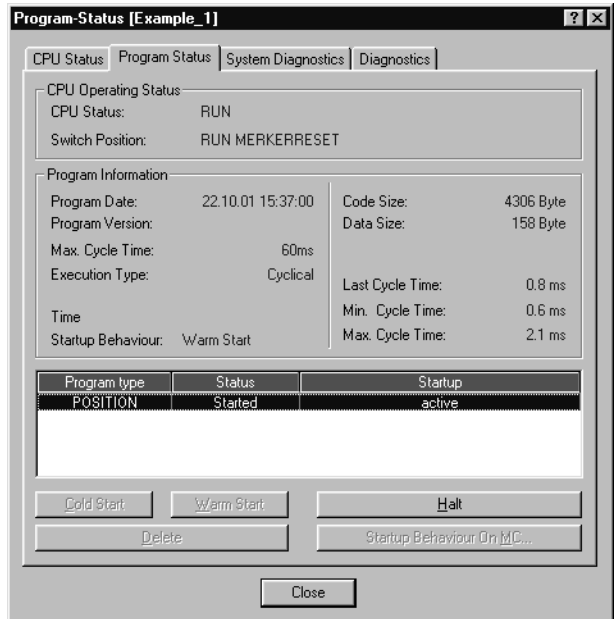 Program-Status [Example_1]
CPU Status Program Status System Diagnostics Diagnostics
CPU Operating Status
CPU Status: RUN
Switch Position: RUN MERKERRESET
Program Information
Program Date: 22.10.01 15:37:00
Program Version:
Max. Cycle Time: 60ms
Execution Type: Cyclical
Time
Startup Behaviour: Warm Start
Code Size: 4306 Byte
Data Size: 158 Byte
Last Cycle Time: 0.8 ms
Min. Cycle Time: 0.6 ms
Max. Cycle Time: 2.1 ms
Program type Status Startup
POSITION Started active
Cold Start Warm Start Halt
Delete Startup Behaviour On MC...
Close